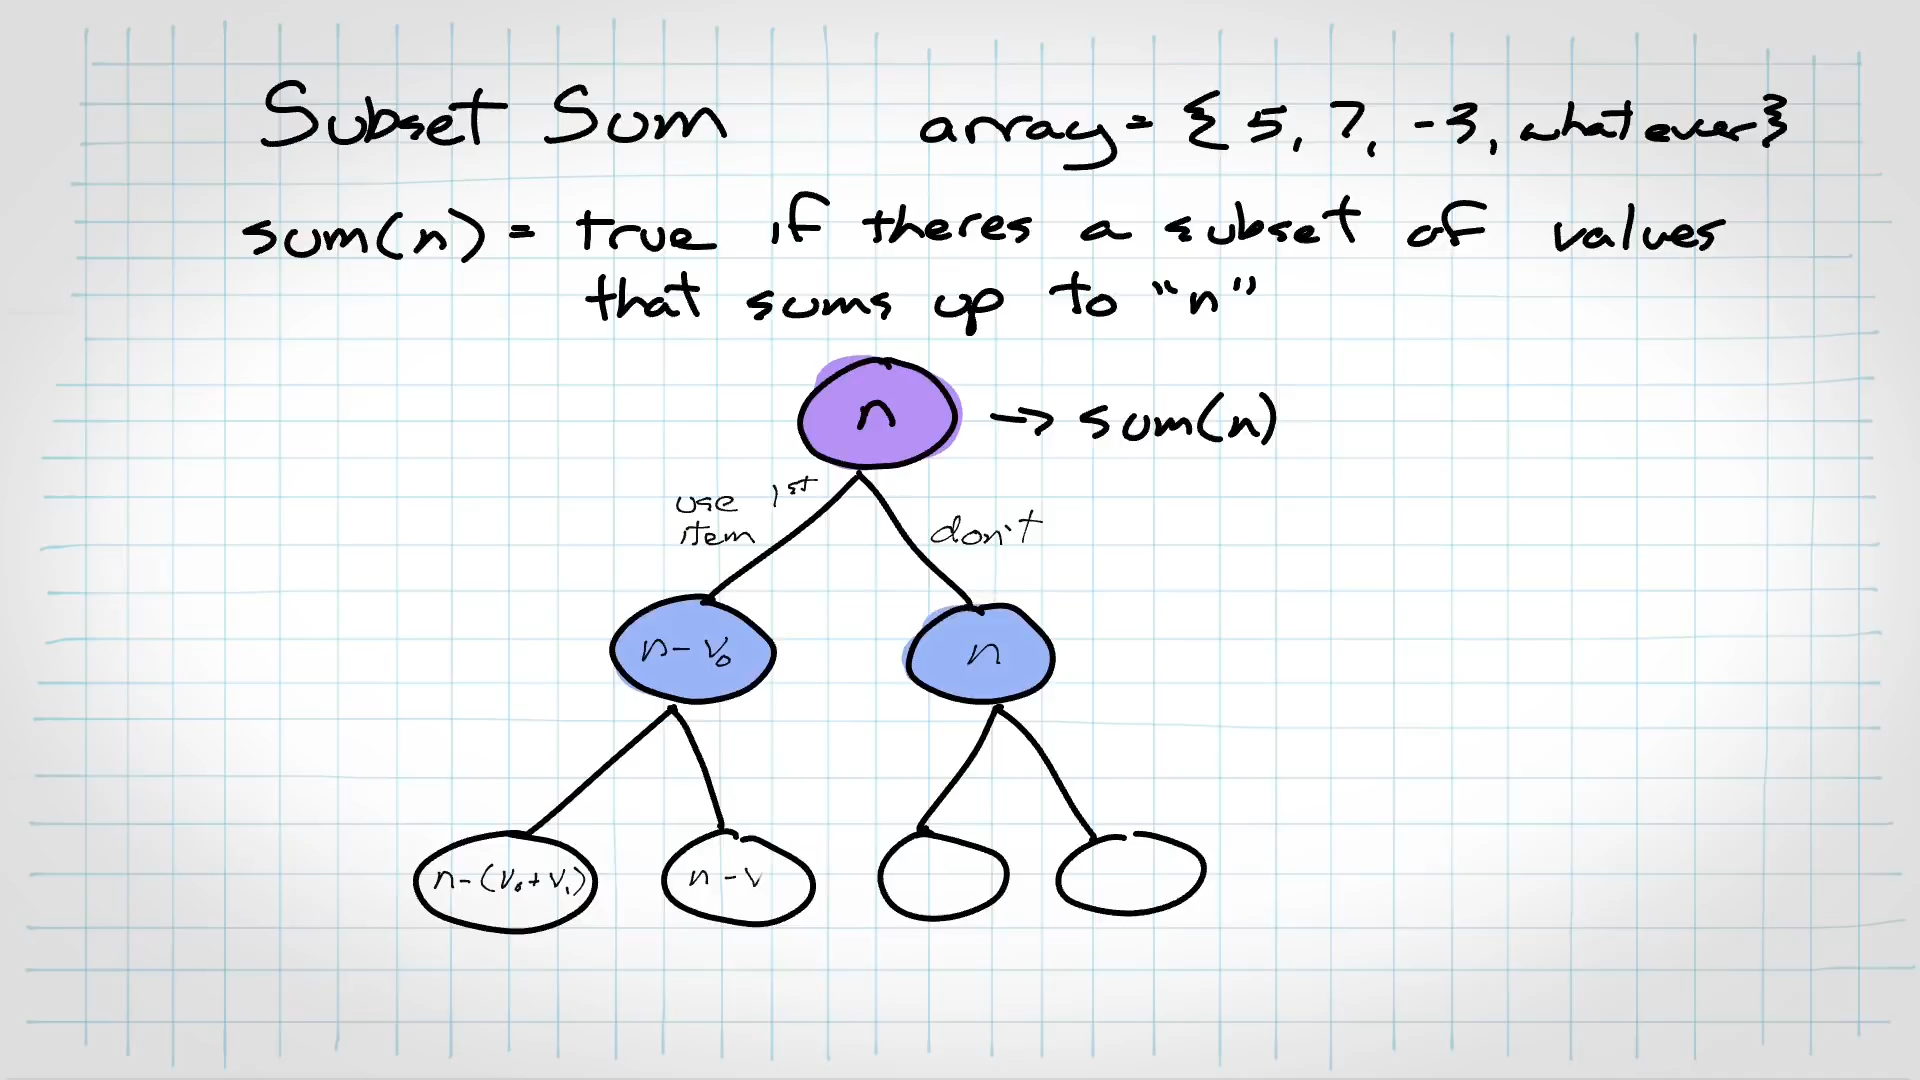 Subset Sum array = {5, 7, -3, whatever}
sum(n) = true if theres a subset of values
that sums up to "n"
n → sum(n)
use 1st
item
don't
n - v₀
n
n - (v₀ + v₁)
n - v